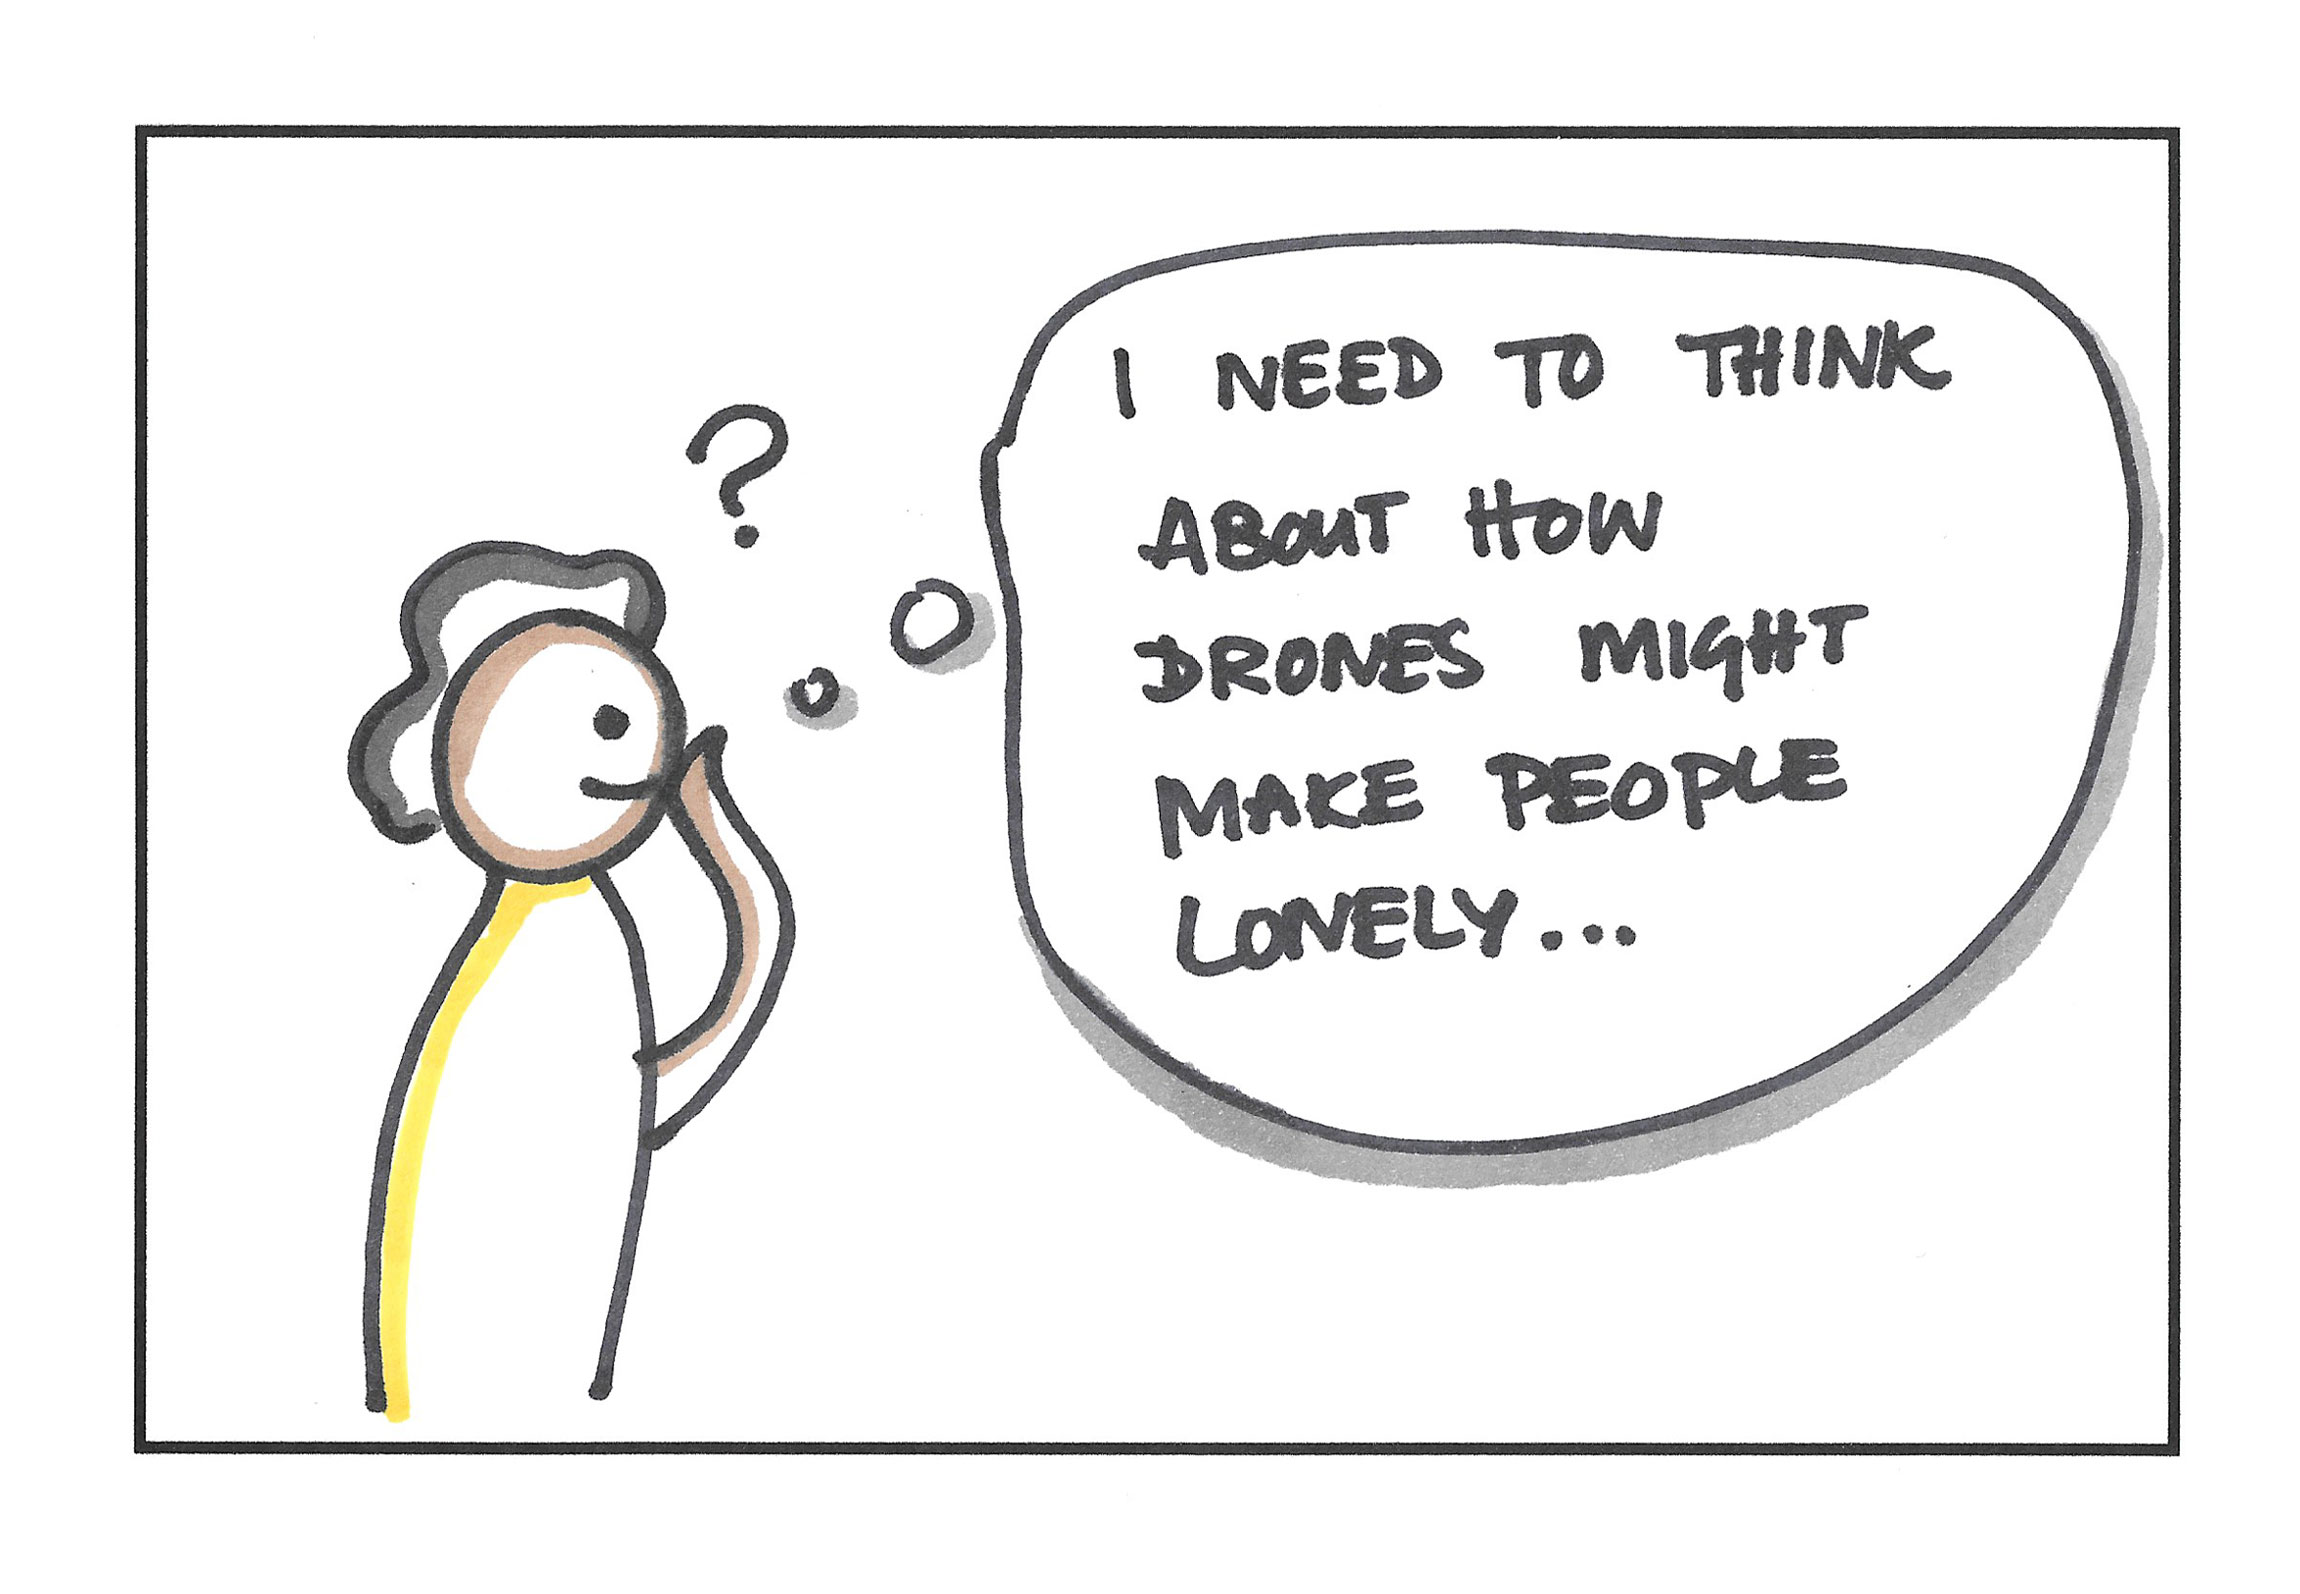 ?
I NEED TO THINK
ABOUT HOW
DRONES MIGHT
MAKE PEOPLE
LONELY...